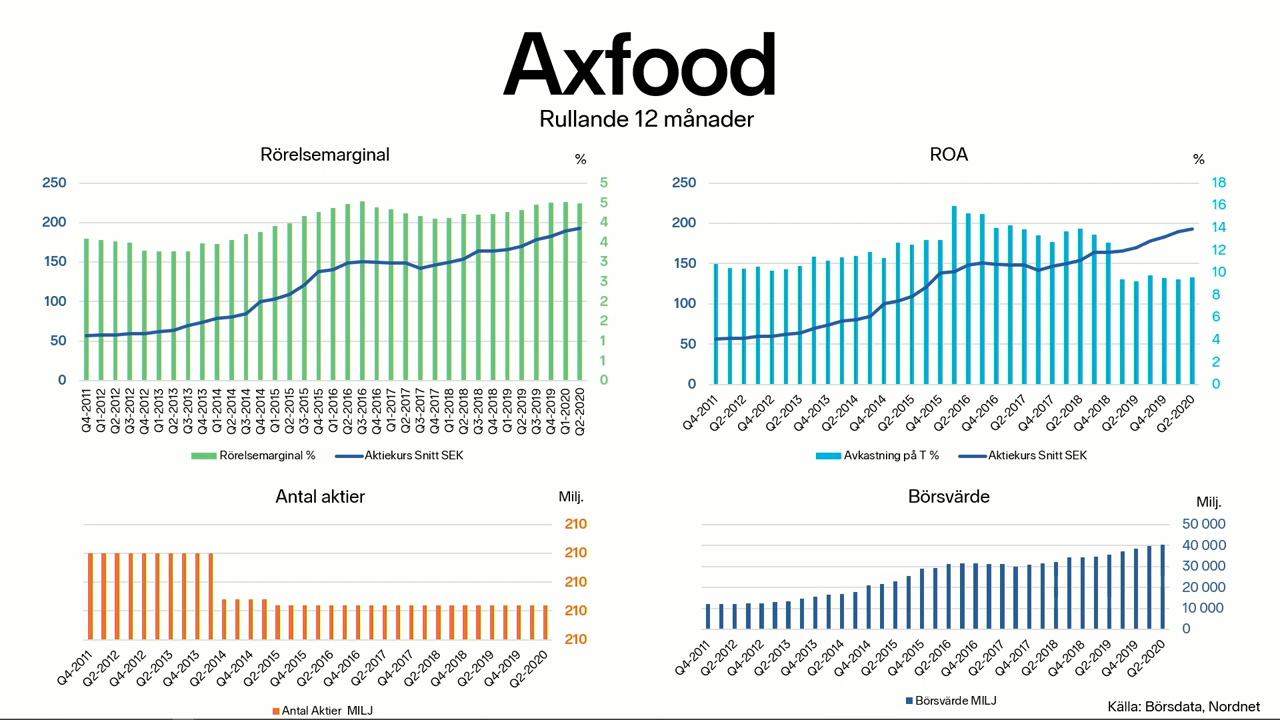 Axfood
Rullande 12 månader
Rörelsemarginal
%
250
200
150
100
50
0
5
5
4
4
3
3
2
2
1
1
0
Q4-2011
Q1-2012
Q2-2012
Q2-2012
Q3-2012
Q1-2013
Q2-2013
Q3-2013
Q4-2013
Q1-2014
Q2-2014
Q3-2014
Q4-2014
Q1-2015
Q2-2015
Q3-2015
Q4-2015
Q1-2016
Q2-2016
Q3-2016
Q4-2016
Q1-2017
Q2-2017
Q3-2017
Q4-2017
Q1-2018
Q2-2018
Q3-2018
Q4-2018
Q1-2019
Q2-2019
Q3-2019
Q4-2019
Q1-2020
Q2-2020
Rörelsemarginal %
Aktiekurs Snitt SEK
ROA
%
250
200
150
100
50
0
18
16
14
12
10
8
6
4
2
0
Q4-2011
Q2-2012
Q4-2012
Q2-2013
Q4-2013
Q2-2014
Q4-2014
Q2-2015
Q4-2015
Q2-2016
Q4-2016
Q2-2017
Q4-2017
Q2-2018
Q4-2018
Q2-2019
Q4-2019
Q2-2020
Avkastning på T %
Aktiekurs Snitt SEK
Antal aktier
Milj.
210
210
210
210
210
Q4-2011
Q2-2012
Q4-2012
Q2-2013
Q4-2013
Q2-2014
Q4-2014
Q2-2015
Q4-2015
Q2-2016
Q4-2016
Q2-2017
Q4-2017
Q2-2018
Q4-2018
Q2-2019
Q4-2019
Q2-2020
Antal Aktier MILJ
Börsvärde
Milj.
50 000
40 000
30 000
20 000
10 000
0
Q4-2011
Q2-2012
Q4-2012
Q2-2013
Q4-2013
Q2-2014
Q4-2014
Q2-2015
Q4-2015
Q2-2016
Q4-2016
Q2-2017
Q4-2017
Q2-2018
Q4-2018
Q2-2019
Q4-2019
Q2-2020
Börsvärde MILJ
Källa: Börsdata, Nordnet